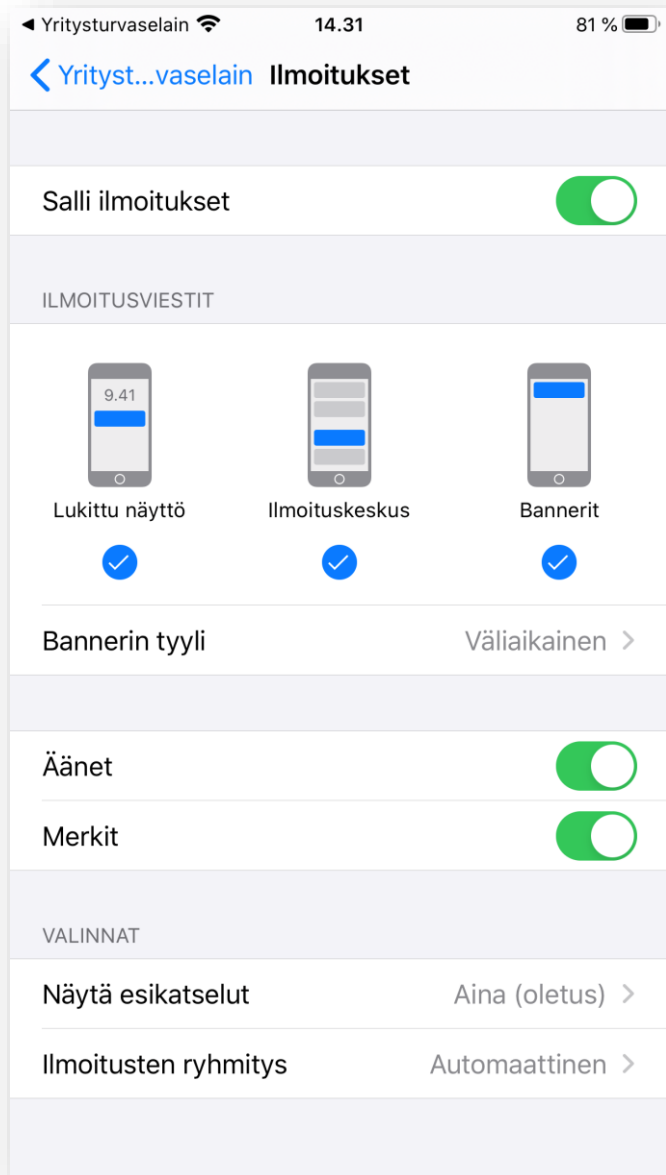 ◀ Yritysturvaselain 14.31 81 %
Yrityst...vaselain Ilmoitukset
Salli ilmoitukset
ILMOITUSVIESTIT
9.41
Lukittu näyttö Ilmoituskeskus Bannerit
Bannerin tyyli Väliaikainen
Äänet
Merkit
VALINNAT
Näytä esikatselut Aina (oletus)
Ilmoitusten ryhmitys Automaattinen